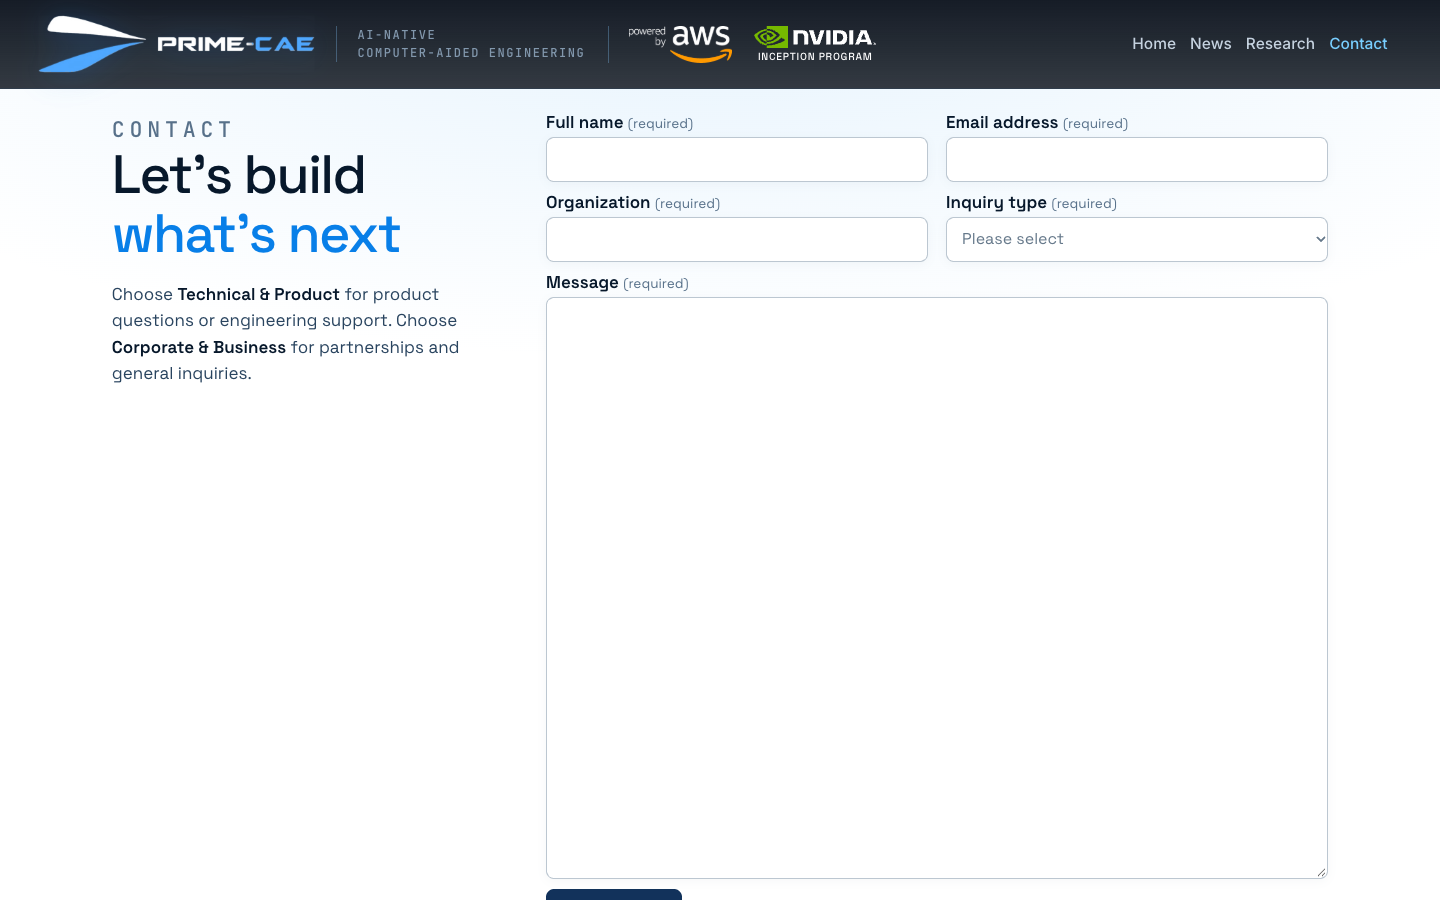 PRIME-CAE
AI-NATIVE
COMPUTER-AIDED ENGINEERING
powered by aws
NVIDIA.
INCEPTION PROGRAM
Home News Research Contact
CONTACT
Let’s build
what’s next
Choose Technical & Product for product
questions or engineering support. Choose
Corporate & Business for partnerships and
general inquiries.
Full name (required)
Email address (required)
Organization (required)
Inquiry type (required)
Please select
Message (required)